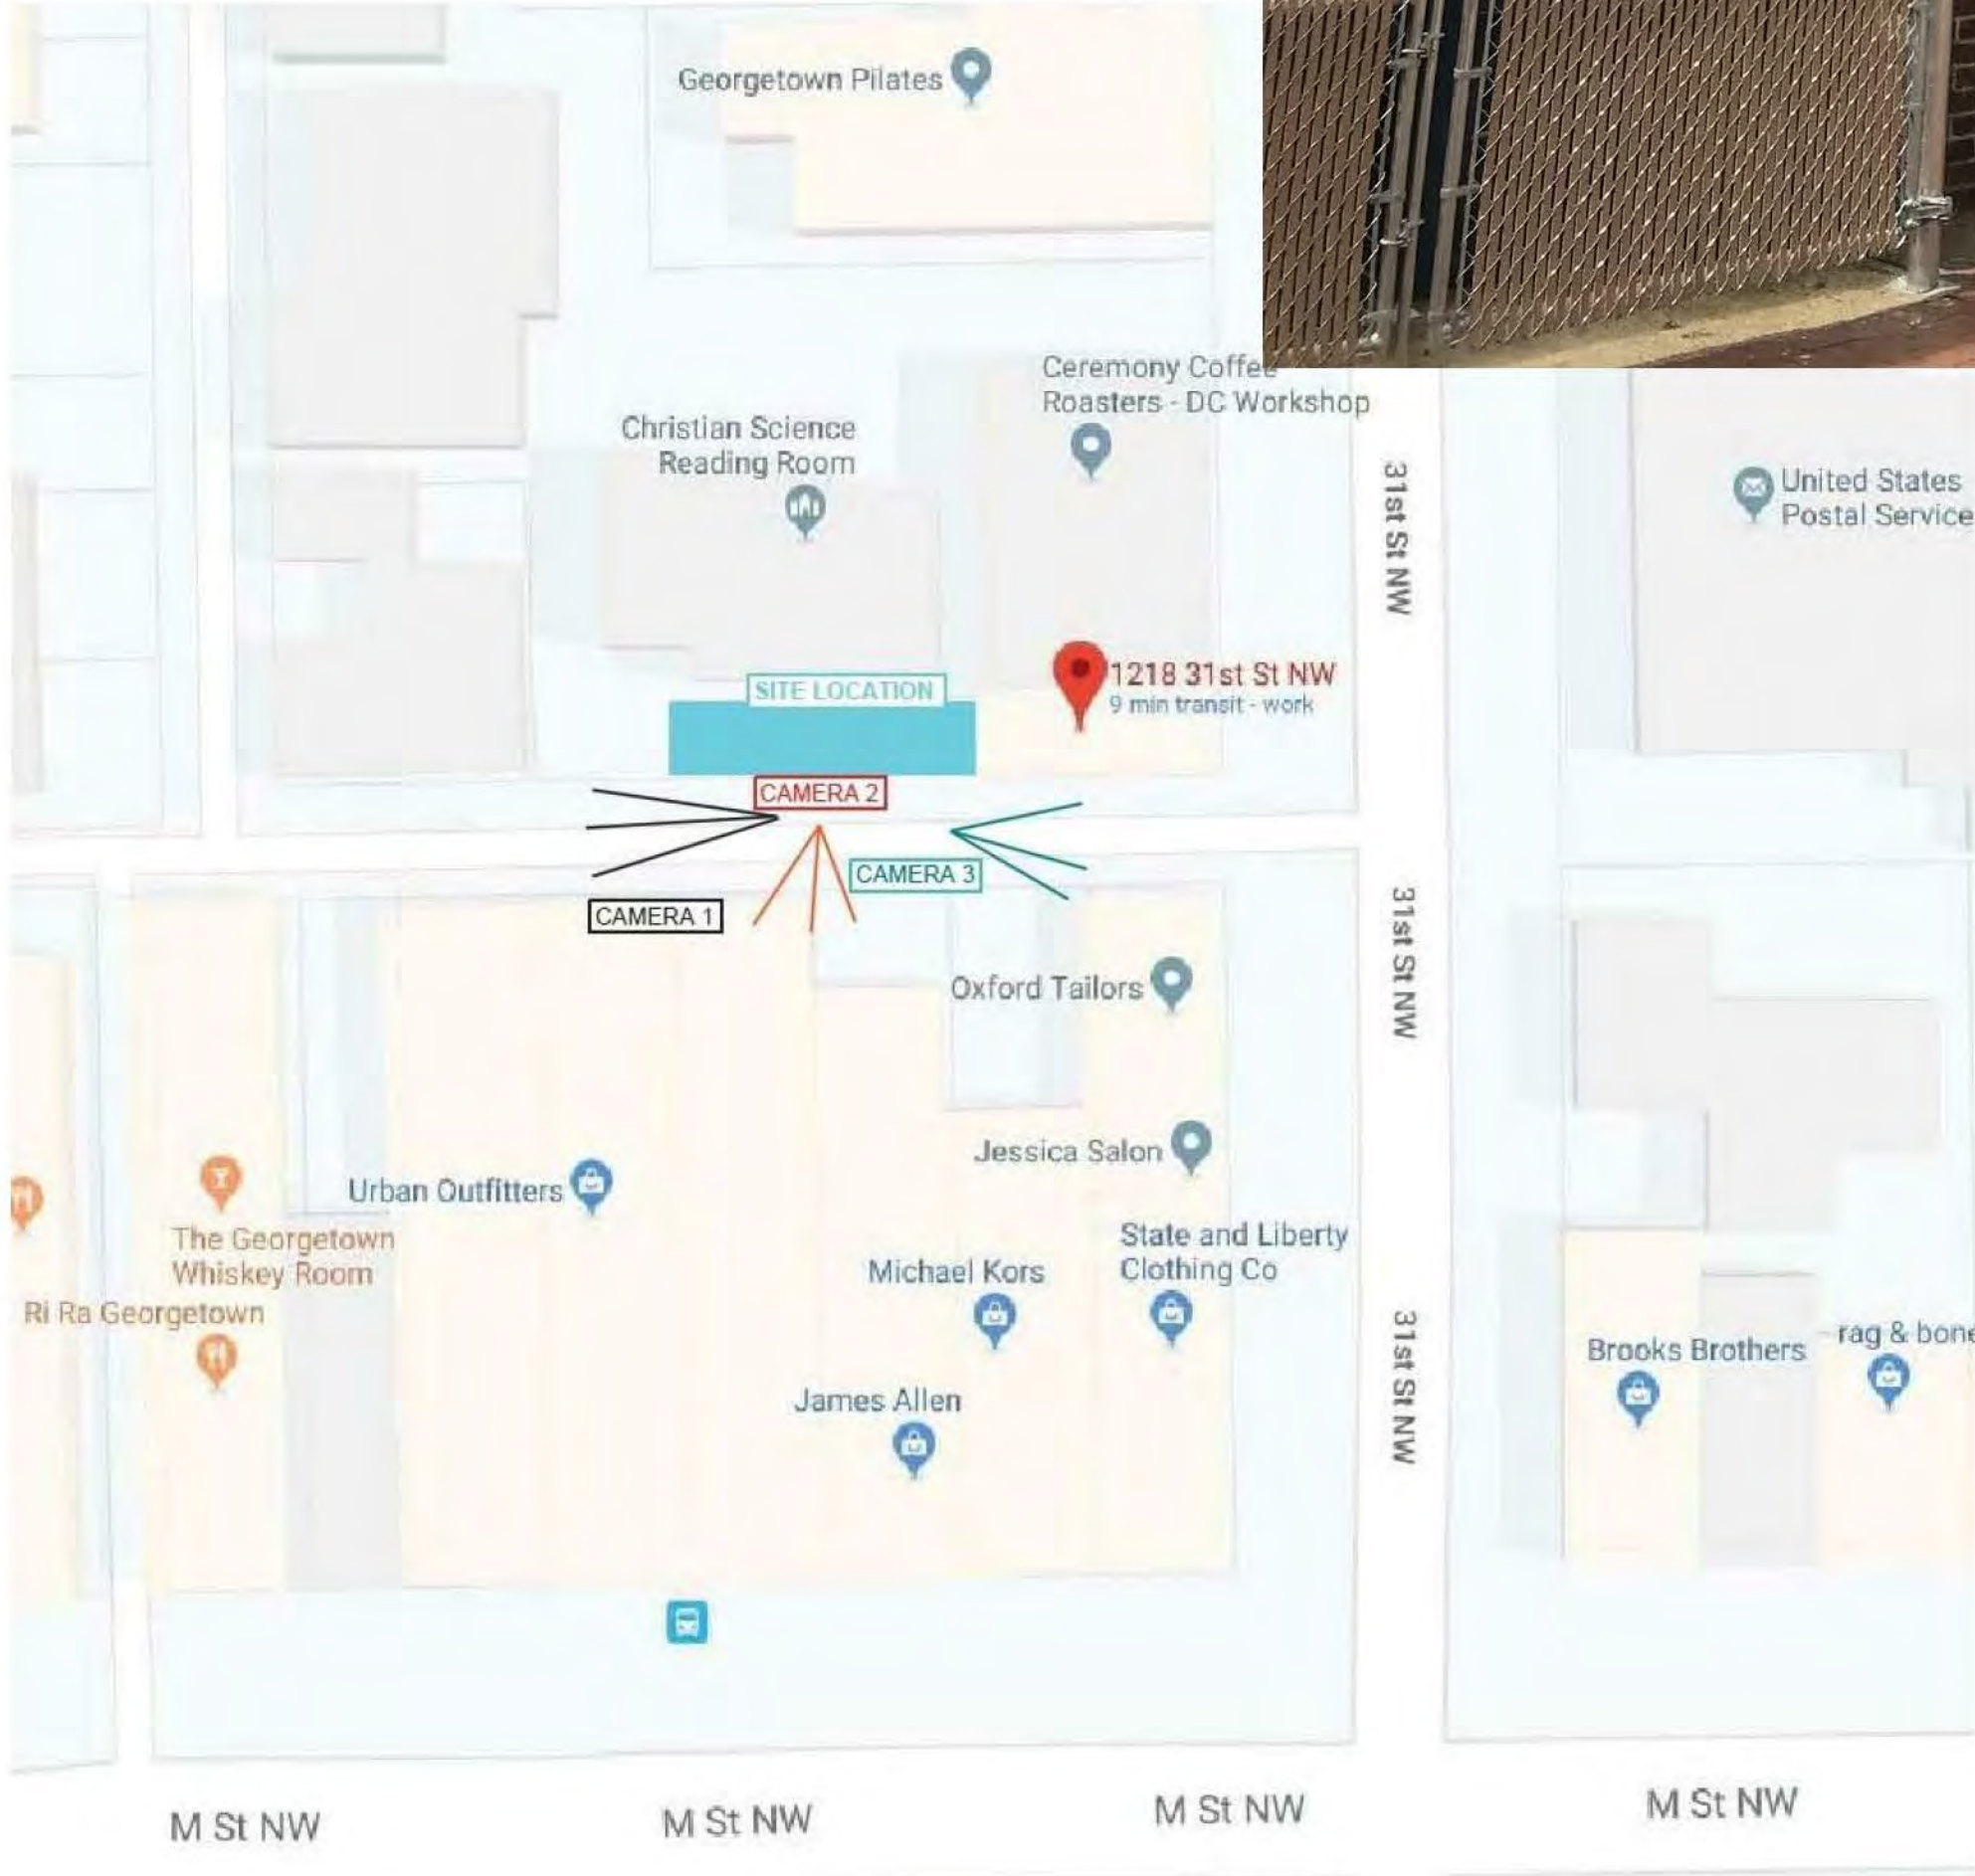 Georgetown Pilates
Ceremony Coffee
Roasters - DC Workshop
Christian Science
Reading Room
31st St NW
United States
Postal Service
SITE LOCATION
1218 31st St NW
9 min transit - work
CAMERA 2
CAMERA 3
CAMERA 1
31st St NW
Oxford Tailors
Jessica Salon
Urban Outfitters
The Georgetown
Whiskey Room
State and Liberty
Clothing Co
Michael Kors
Ri Ra Georgetown
31st St NW
Brooks Brothers
rag & bone
James Allen
M St NW
M St NW
M St NW
M St NW